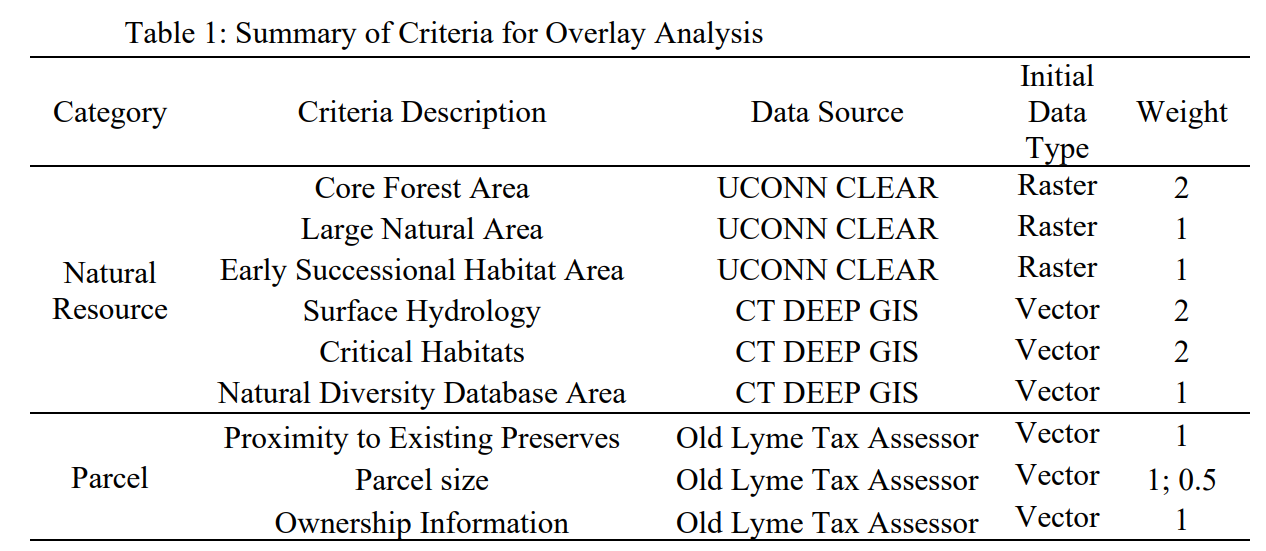 Table 1: Summary of Criteria for Overlay Analysis
Category Criteria Description Data Source Initial Data Type Weight
Natural Resource
Core Forest Area UCONN CLEAR Raster 2
Large Natural Area UCONN CLEAR Raster 1
Early Successional Habitat Area UCONN CLEAR Raster 1
Surface Hydrology CT DEEP GIS Vector 2
Critical Habitats CT DEEP GIS Vector 2
Natural Diversity Database Area CT DEEP GIS Vector 1
Parcel
Proximity to Existing Preserves Old Lyme Tax Assessor Vector 1
Parcel size Old Lyme Tax Assessor Vector 1; 0.5
Ownership Information Old Lyme Tax Assessor Vector 1